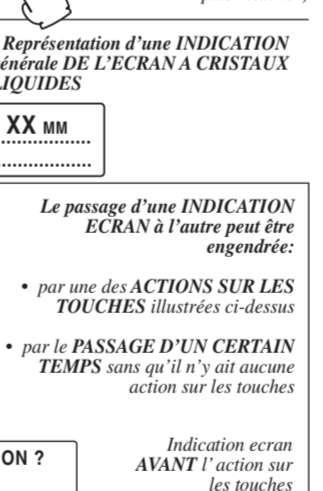 Représentation d'une INDICATION
générale DE L'ECRAN A CRISTAUX
LIQUIDES
XX MM
..................
..................
Le passage d'une INDICATION
ECRAN à l'autre peut être
engendrée:
• par une des ACTIONS SUR LES
TOUCHES illustrées ci-dessus
• par le PASSAGE D'UN CERTAIN
TEMPS sans qu'il n'y ait aucune
action sur les touches
ON ?
Indication ecran
AVANT l'action sur
les touches